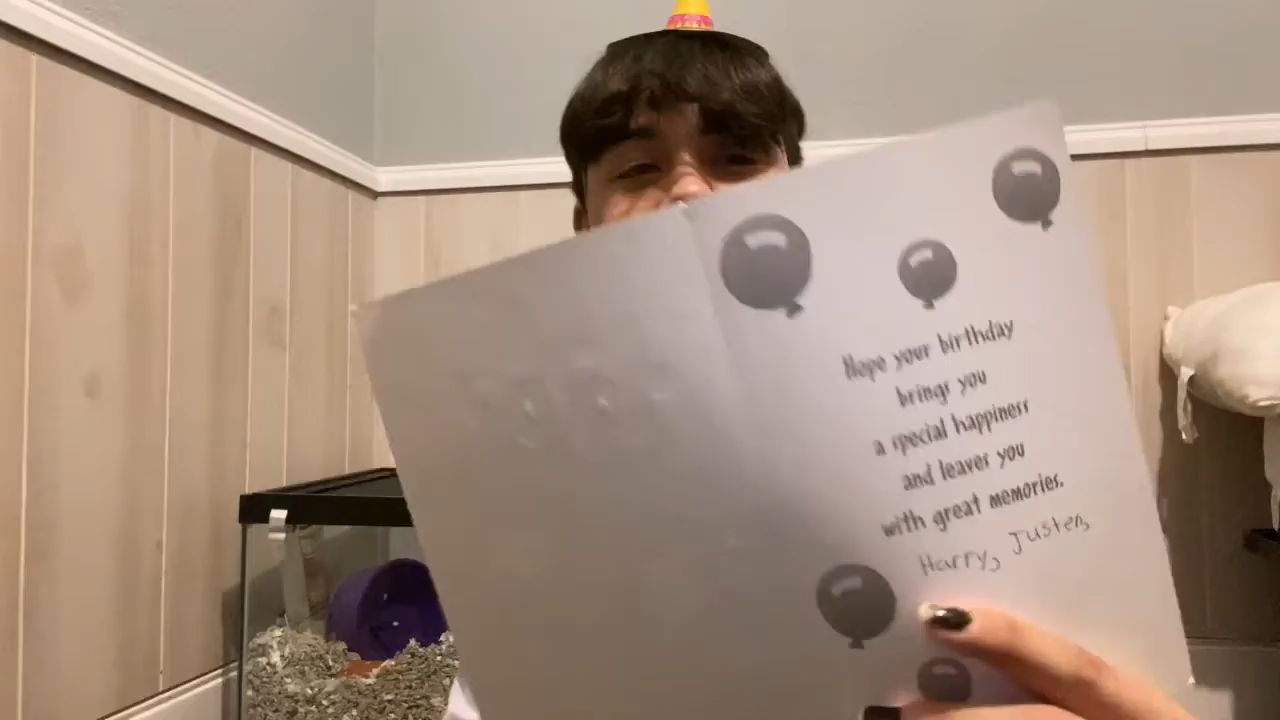 Hope your birthday
brings you
a special happiness
and leaves you
with great memories.
Harry, Justen,